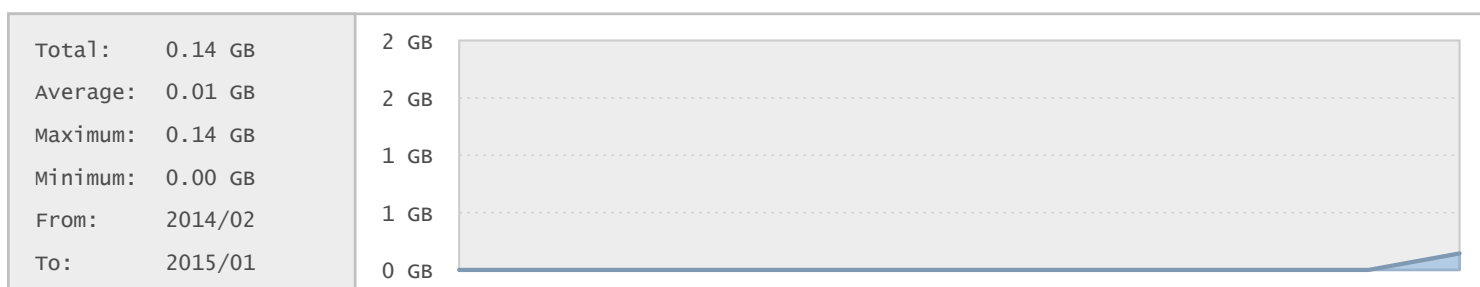 Total: 0.14 GB
Average: 0.01 GB
Maximum: 0.14 GB
Minimum: 0.00 GB
From: 2014/02
To: 2015/01
2 GB
2 GB
1 GB
1 GB
0 GB